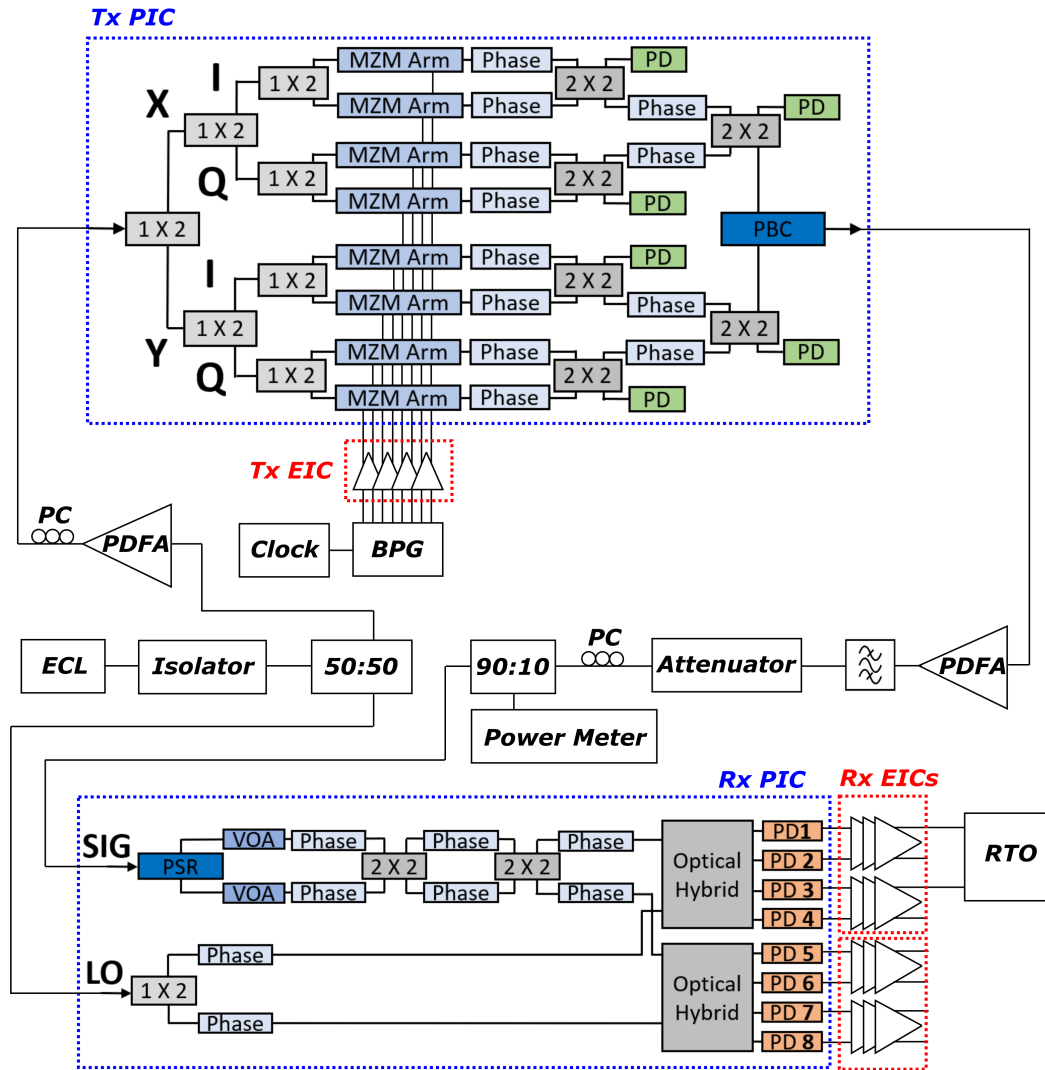 Tx PIC
MZM Arm Phase PD
I 1 X 2 2 X 2
X MZM Arm Phase Phase PD
1 X 2 2 X 2
MZM Arm Phase Phase
Q 1 X 2 2 X 2
MZM Arm Phase PD
1 X 2 PBC
MZM Arm Phase PD
I 1 X 2 2 X 2
MZM Arm Phase Phase
1 X 2 2 X 2
Y MZM Arm Phase Phase PD
Q 1 X 2 2 X 2
MZM Arm Phase PD
Tx EIC
PC
PDFA
Clock BPG
ECL Isolator 50:50 90:10 PC Attenuator PDFA
Power Meter
Rx PIC Rx EICs
SIG VOA Phase Phase Phase PD1
PSR 2 X 2 2 X 2 Optical Hybrid PD 2 RTO
VOA Phase Phase Phase PD 3
PD 4
LO Phase PD 5
1 X 2 Optical Hybrid PD 6
Phase PD 7
PD 8